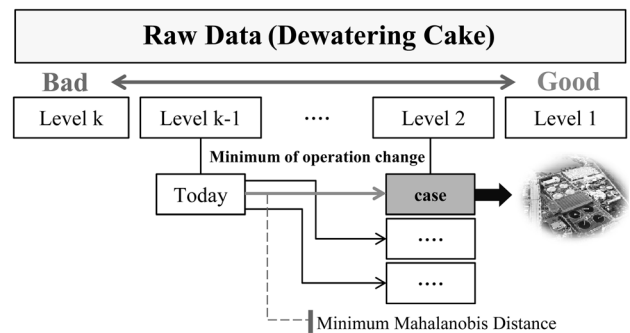 Raw Data (Dewatering Cake)
Bad
Good
Level k
Level k-1
....
Level 2
Level 1
Minimum of operation change
Today
case
....
....
Minimum Mahalanobis Distance